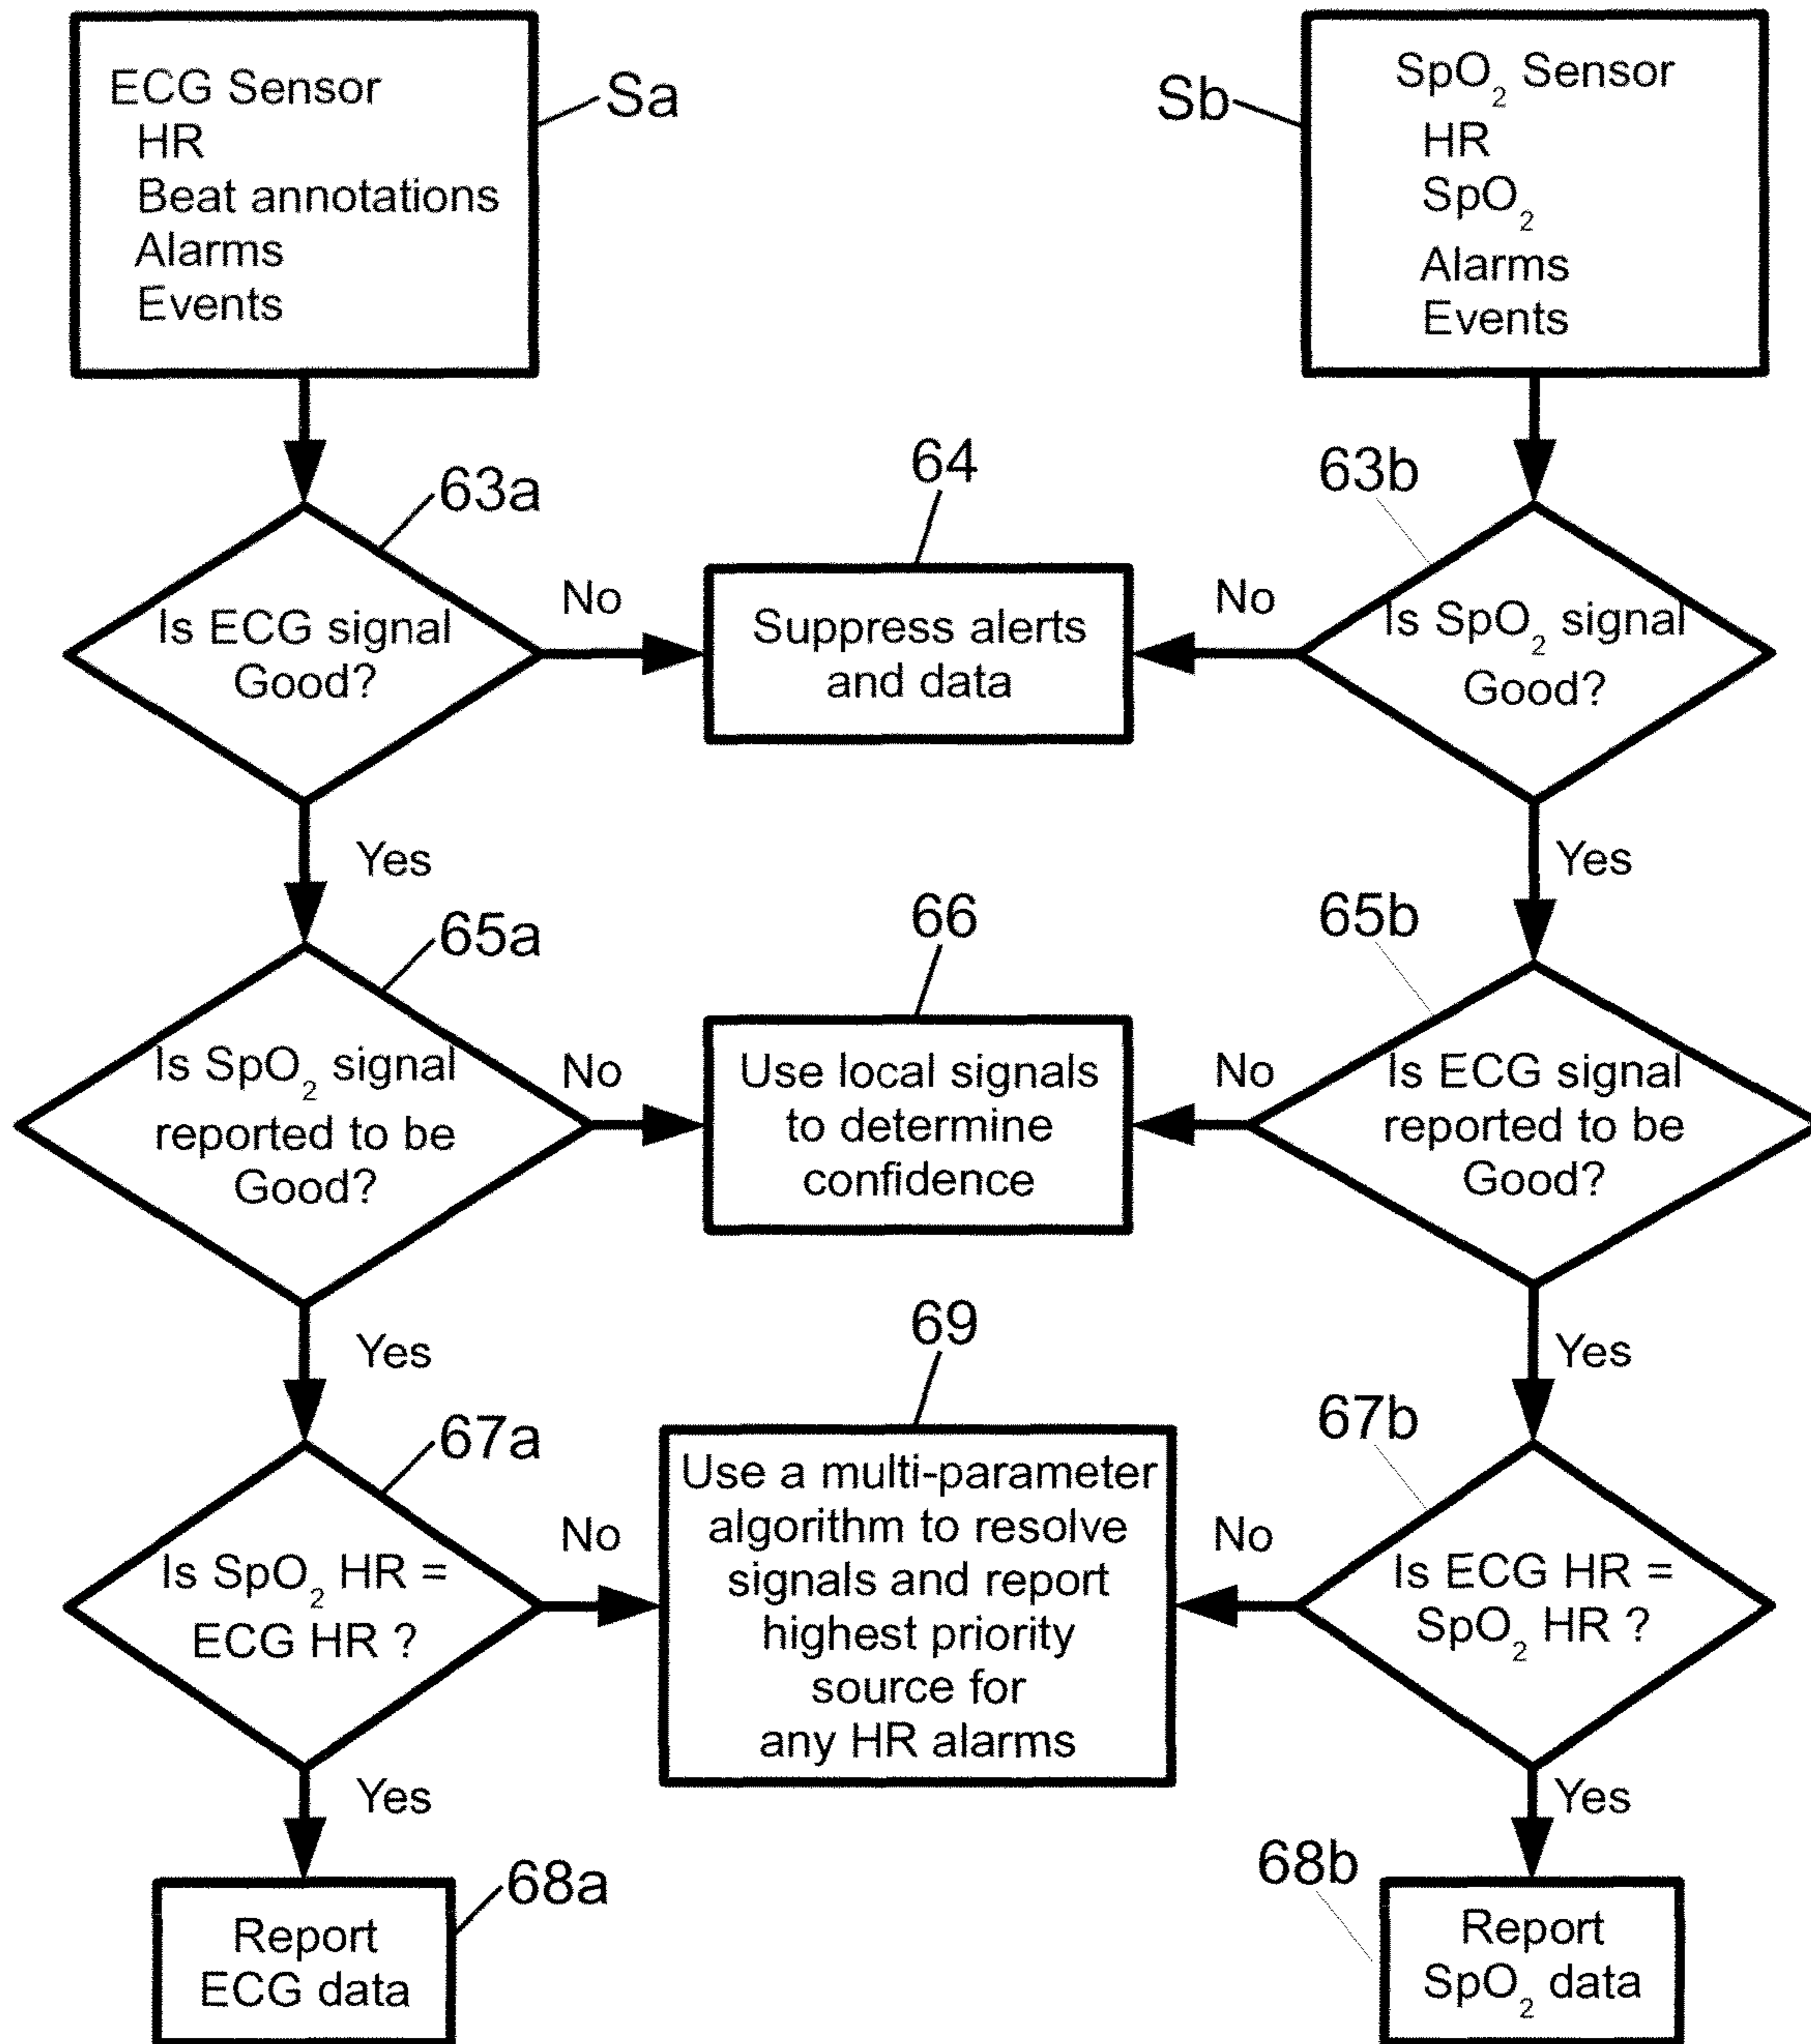 ECG Sensor
HR
Beat annotations
Alarms
Events
Sa
SpO₂ Sensor
HR
SpO₂
Alarms
Events
Sb
63a
64
63b
Is ECG signal
Good?
No
Suppress alerts
and data
No
Is SpO₂ signal
Good?
Yes
Yes
65a
66
65b
Is SpO₂ signal
reported to be
Good?
No
Use local signals
to determine
confidence
No
Is ECG signal
reported to be
Good?
Yes
Yes
67a
69
67b
Is SpO₂ HR =
ECG HR ?
No
Use a multi-parameter
algorithm to resolve
signals and report
highest priority
source for
any HR alarms
No
Is ECG HR =
SpO₂ HR ?
Yes
Yes
68a
68b
Report
ECG data
Report
SpO₂ data